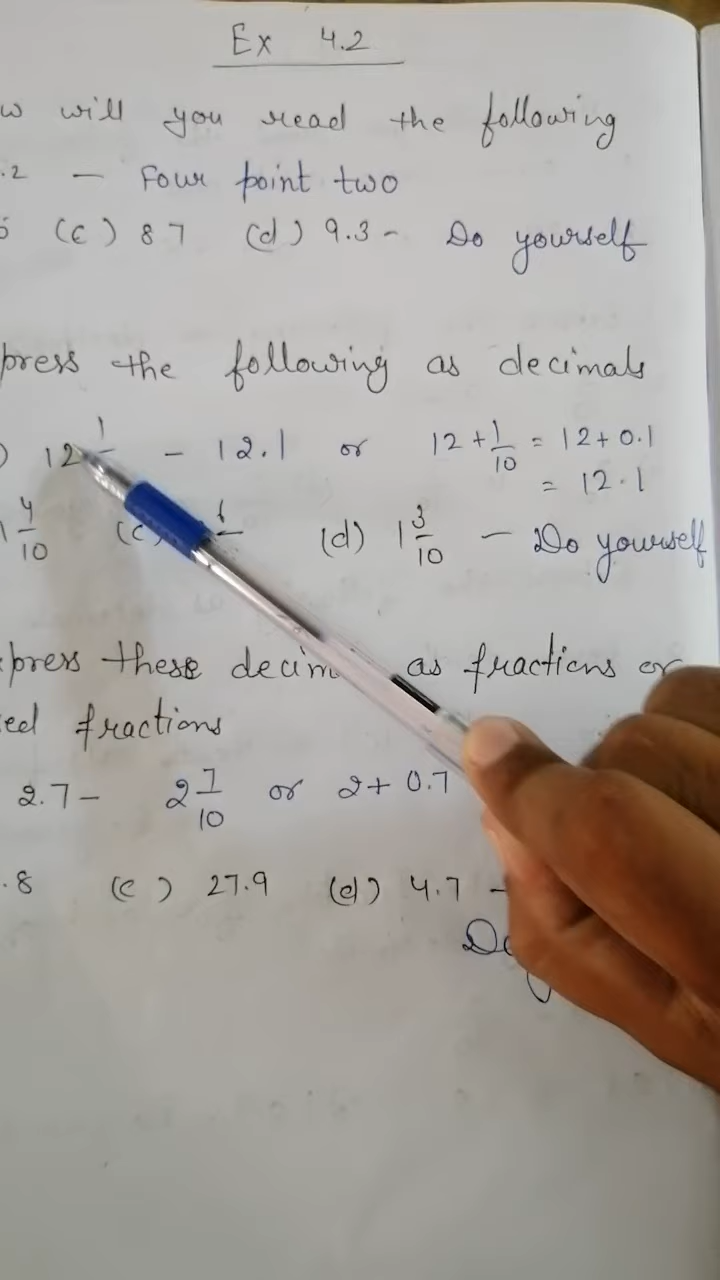 Ex 4.2
w will you read the following
.2 — Four point two
(c) 87 (d) 9.3 - Do yourself
press the following as decimals
) 12 1/ - 12.1 or 12 + 1/10 = 12 + 0.1
= 12.1
1 4/10 (c) (d) 1 3/10 — Do yourself
press these decim as fractions or
ed fractions
2.7 - 2 7/10 or 2 + 0.7
.8 (c) 27.9 (d) 4.7 -